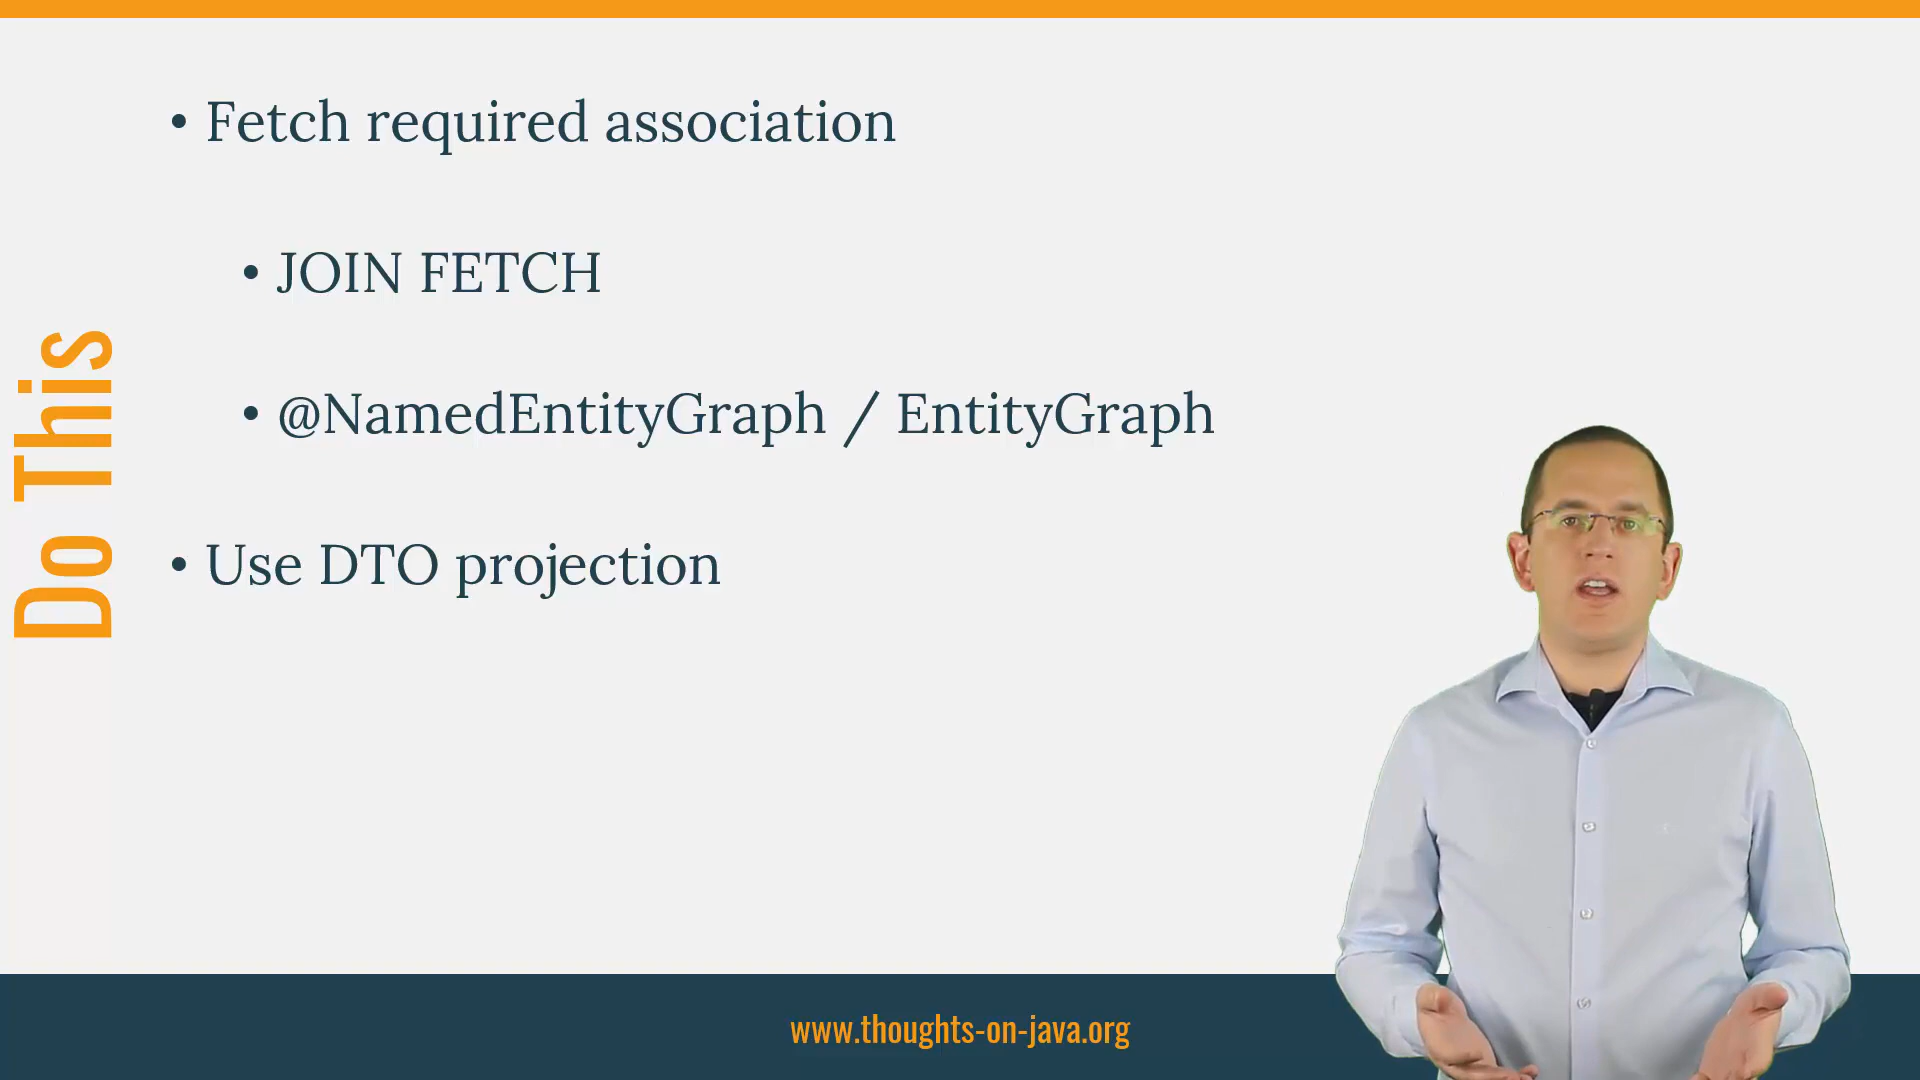 Do This
• Fetch required association
• JOIN FETCH
• @NamedEntityGraph / EntityGraph
• Use DTO projection
www.thoughts-on-java.org